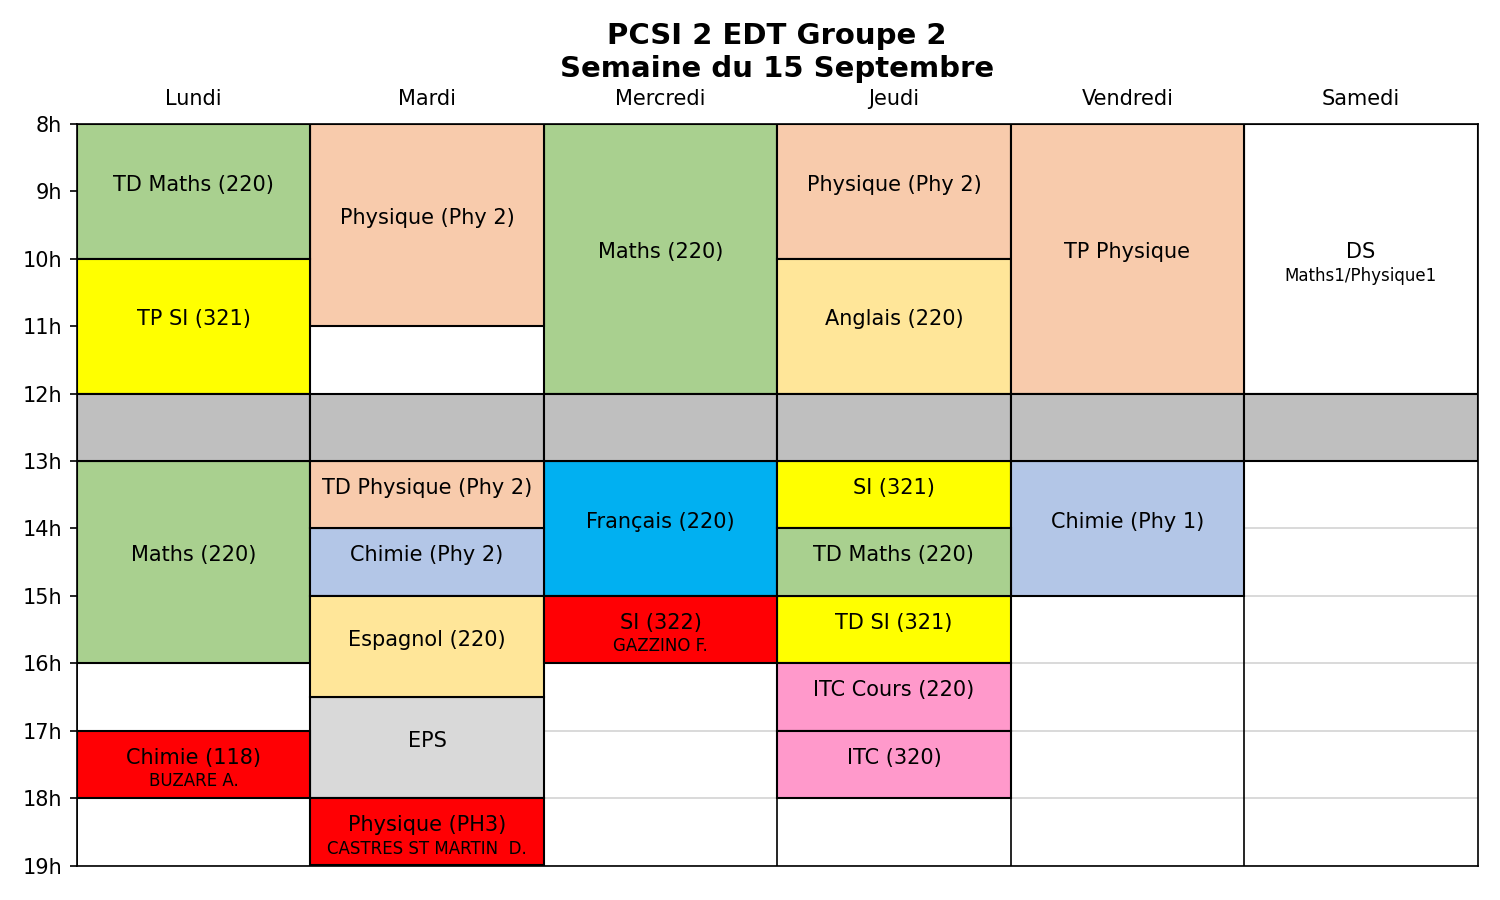 PCSI 2 EDT Groupe 2
Semaine du 15 Septembre
Lundi Mardi Mercredi Jeudi Vendredi Samedi
8h
9h
10h
11h
12h
13h
14h
15h
16h
17h
18h
19h
TD Maths (220)
TP SI (321)
Maths (220)
Chimie (118)
BUZARE A.
Physique (Phy 2)
TD Physique (Phy 2)
Chimie (Phy 2)
Espagnol (220)
EPS
Physique (PH3)
CASTRES ST MARTIN  D.
Maths (220)
Français (220)
SI (322)
GAZZINO F.
Physique (Phy 2)
Anglais (220)
SI (321)
TD Maths (220)
TD SI (321)
ITC Cours (220)
ITC (320)
TP Physique
Chimie (Phy 1)
DS
Maths1/Physique1